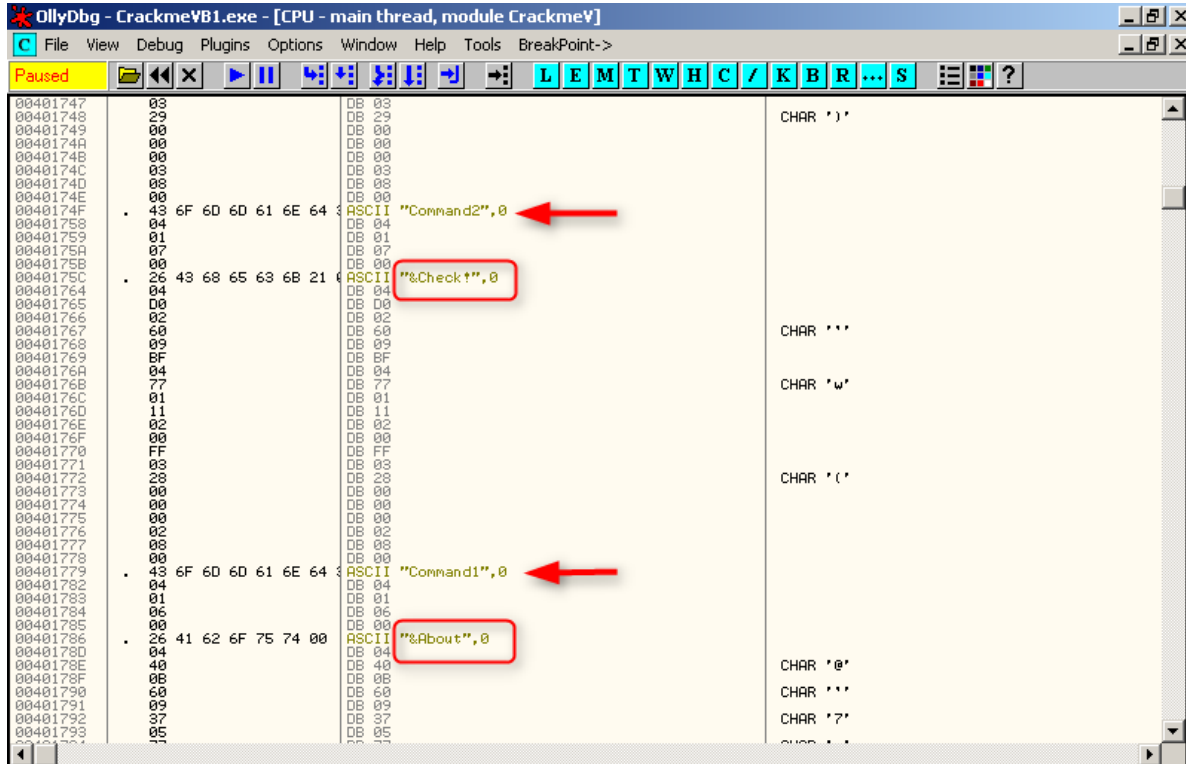 OllyDbg - CrackmeVB1.exe - [CPU - main thread, module CrackmeV]
C File View Debug Plugins Options Window Help Tools BreakPoint->
Paused L E M T W H C / K B R ... S ?
00401747 03 DB 03
00401748 29 DB 29 CHAR ')'
00401749 00 DB 00
0040174A 00 DB 00
0040174B 00 DB 00
0040174C 03 DB 03
0040174D 08 DB 08
0040174E 00 DB 00
0040174F . 43 6F 6D 6D 61 6E 64 ASCII "Command2",0
00401758 04 DB 04
00401759 01 DB 01
0040175A 07 DB 07
0040175B 00 DB 00
0040175C . 26 43 68 65 63 6B 21 ASCII "&Check!",0
00401764 04 DB 04
00401765 D0 DB D0
00401766 02 DB 02
00401767 60 DB 60 CHAR '`'
00401768 09 DB 09
00401769 BF DB BF
0040176A 04 DB 04
0040176B 77 DB 77 CHAR 'w'
0040176C 01 DB 01
0040176D 11 DB 11
0040176E 02 DB 02
0040176F 00 DB 00
00401770 FF DB FF
00401771 03 DB 03
00401772 28 DB 28 CHAR '('
00401773 00 DB 00
00401774 00 DB 00
00401775 00 DB 00
00401776 02 DB 02
00401777 08 DB 08
00401778 00 DB 00
00401779 . 43 6F 6D 6D 61 6E 64 ASCII "Command1",0
00401782 04 DB 04
00401783 01 DB 01
00401784 06 DB 06
00401785 00 DB 00
00401786 . 26 41 62 6F 75 74 00 ASCII "&About",0
0040178D 04 DB 04
0040178E 40 DB 40 CHAR '@'
0040178F 0B DB 0B
00401790 60 DB 60 CHAR '`'
00401791 09 DB 09
00401792 37 DB 37 CHAR '7'
00401793 05 DB 05